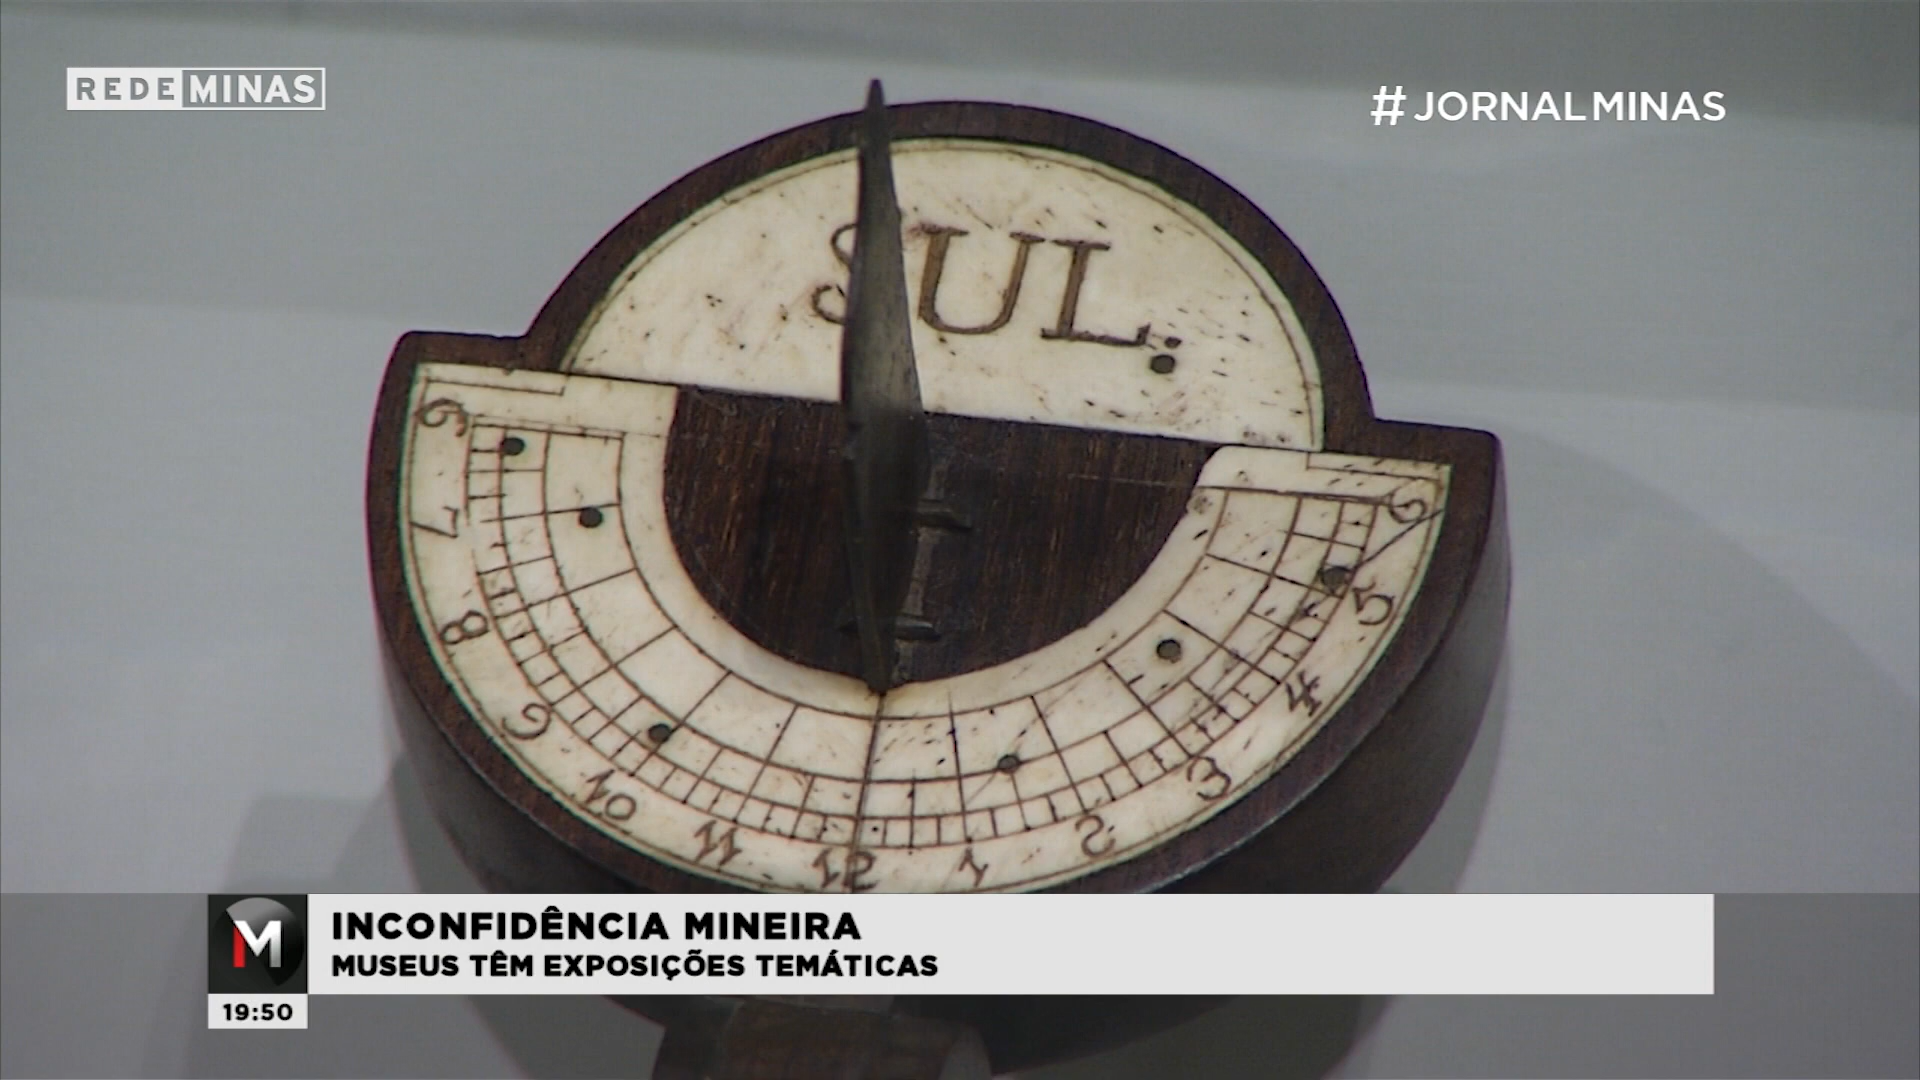 REDE MINAS
#JORNALMINAS
SUL.
6
7
8
9
10
11
12
1
2
3
4
5
6
INCONFIDÊNCIA MINEIRA
MUSEUS TÊM EXPOSIÇÕES TEMÁTICAS
M
19:50